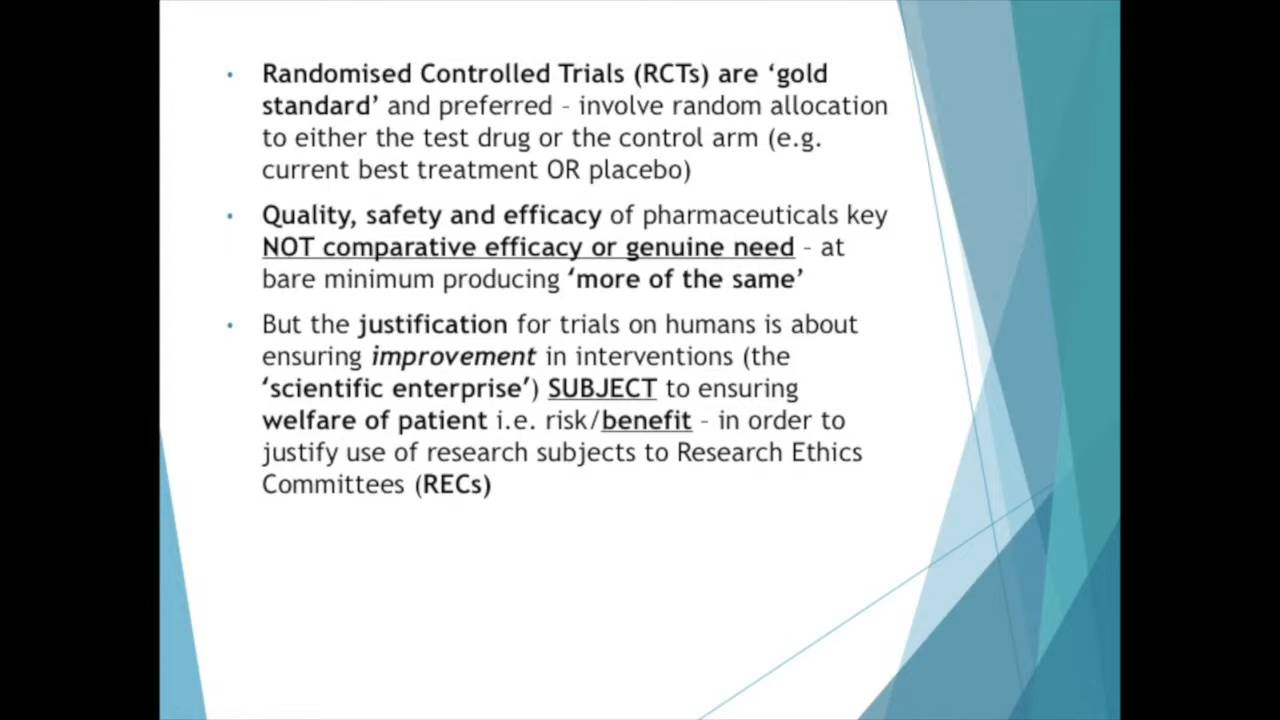 • Randomised Controlled Trials (RCTs) are ‘gold
standard’ and preferred – involve random allocation
to either the test drug or the control arm (e.g.
current best treatment OR placebo)
• Quality, safety and efficacy of pharmaceuticals key
NOT comparative efficacy or genuine need – at
bare minimum producing ‘more of the same’
• But the justification for trials on humans is about
ensuring improvement in interventions (the
‘scientific enterprise’) SUBJECT to ensuring
welfare of patient i.e. risk/benefit – in order to
justify use of research subjects to Research Ethics
Committees (RECs)